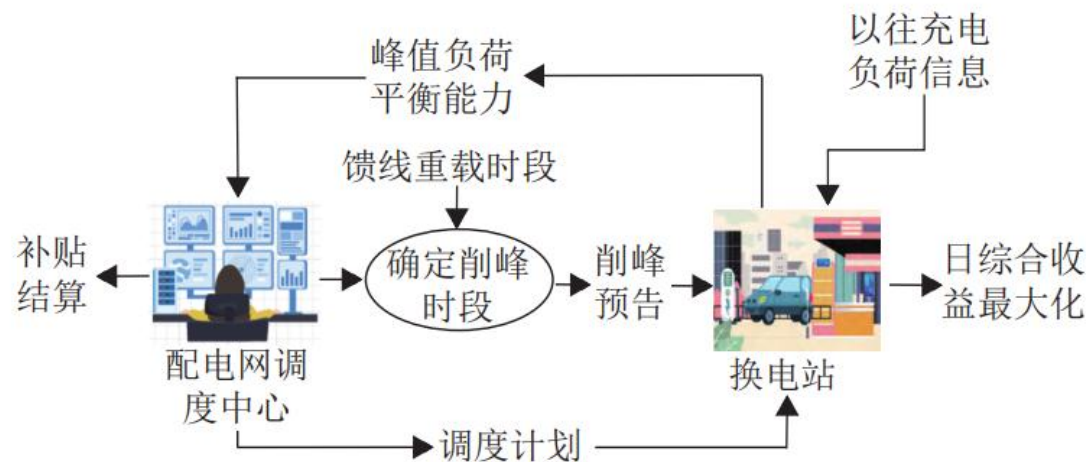 峰值负荷
平衡能力
以往充电
负荷信息
馈线重载时段
补贴
结算
确定削峰
时段
削峰
预告
日综合收
益最大化
配电网调
度中心
换电站
调度计划